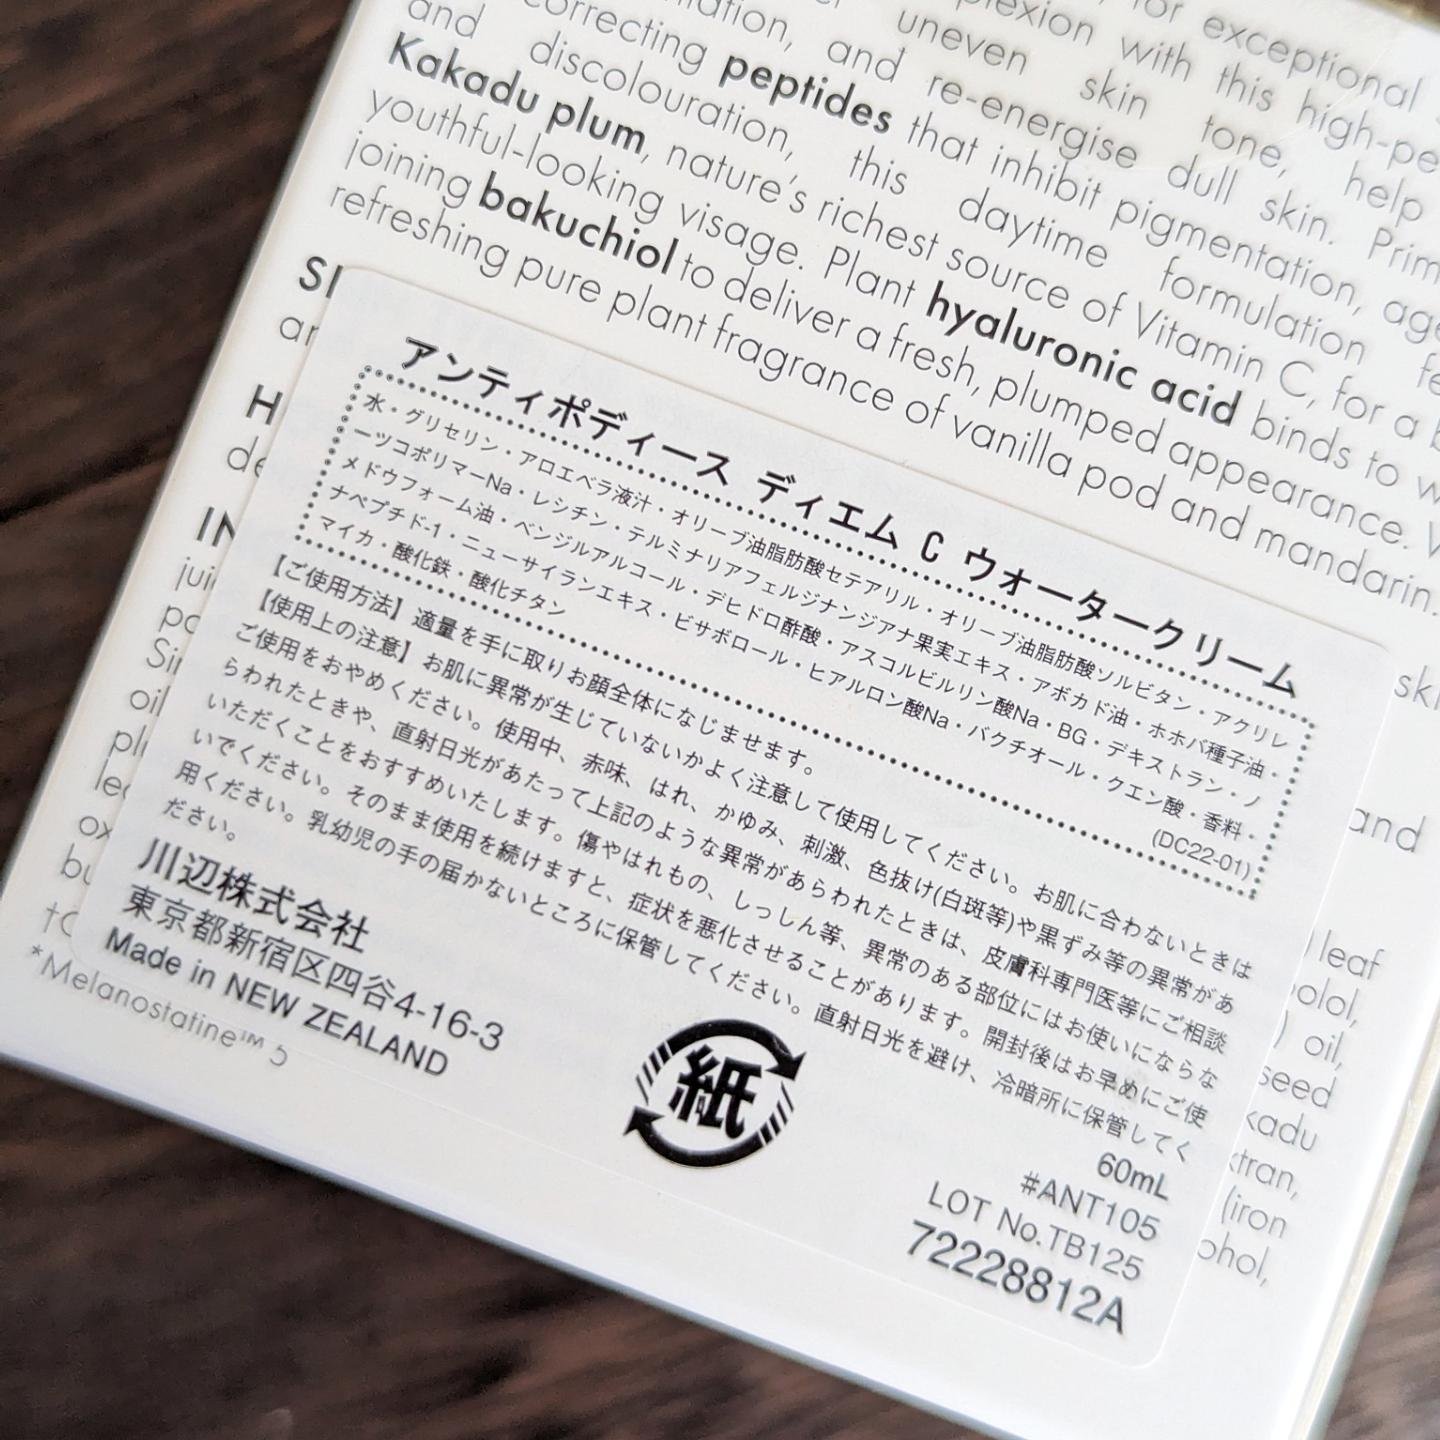 for exceptional
plexion with this high-pe
uneven skin tone, help
correcting peptides and re-energise dull skin. Prim
and discolouration, that inhibit pigmentation, age
Kakadu plum, this daytime formulation fe
youthful-looking nature's richest source of Vitamin C, for a b
joining visage. Plant hyaluronic acid binds to w
bakuchiol to deliver a fresh, plumped appearance.
refreshing pure plant fragrance of vanilla pod and mandarin.
アンティポディース ディエム C ウォータークリーム
水・グリセリン・アロエベラ液汁・オリーブ油脂肪酸セテアリル・オリーブ油脂肪酸ソルビタン・アクリレ
ーツコポリマーNa・レシチン・テルミナリアフェルジナンジアナ果実エキス・アボカド油・ホホバ種子油・
メドウフォーム油・ベンジルアルコール・デヒドロ酢酸・アスコルビルリン酸Na・BG・デキストラン・ノ
ナペプチド-1・ニューサイランエキス・ビサボロール・ヒアルロン酸Na・バクチオール・クエン酸・香料・
マイカ・酸化鉄・酸化チタン
(DC22-01)
【ご使用方法】適量を手に取りお顔全体になじませます。
【使用上の注意】お肌に異常が生じていないかよく注意して使用してください。お肌に合わないときは
ご使用をおやめください。使用中、赤味、はれ、かゆみ、刺激、色抜け(白斑等)や黒ずみ等の異常があ
らわれたときや、直射日光があたって上記のような異常があらわれたときは、皮膚科専門医等にご相談
いただくことをおすすめいたします。傷やはれもの、しっしん等、異常のある部位にはお使いにならな
いでください。そのまま使用を続けますと、症状を悪化させることがあります。開封後はお早めにご使
用ください。乳幼児の手の届かないところに保管してください。直射日光を避け、冷暗所に保管してく
ださい。
川辺株式会社
東京都新宿区四谷4-16-3
Made in NEW ZEALAND
紙
60mL
#ANT105
LOT No.TB125
72228812A
and
leaf
oil,
seed
(iron
*Melanostatine™ 5